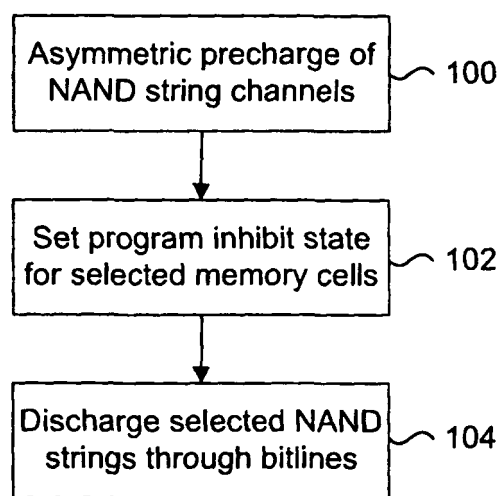 Asymmetric precharge of
NAND string channels
100
Set program inhibit state
for selected memory cells
102
Discharge selected NAND
strings through bitlines
104